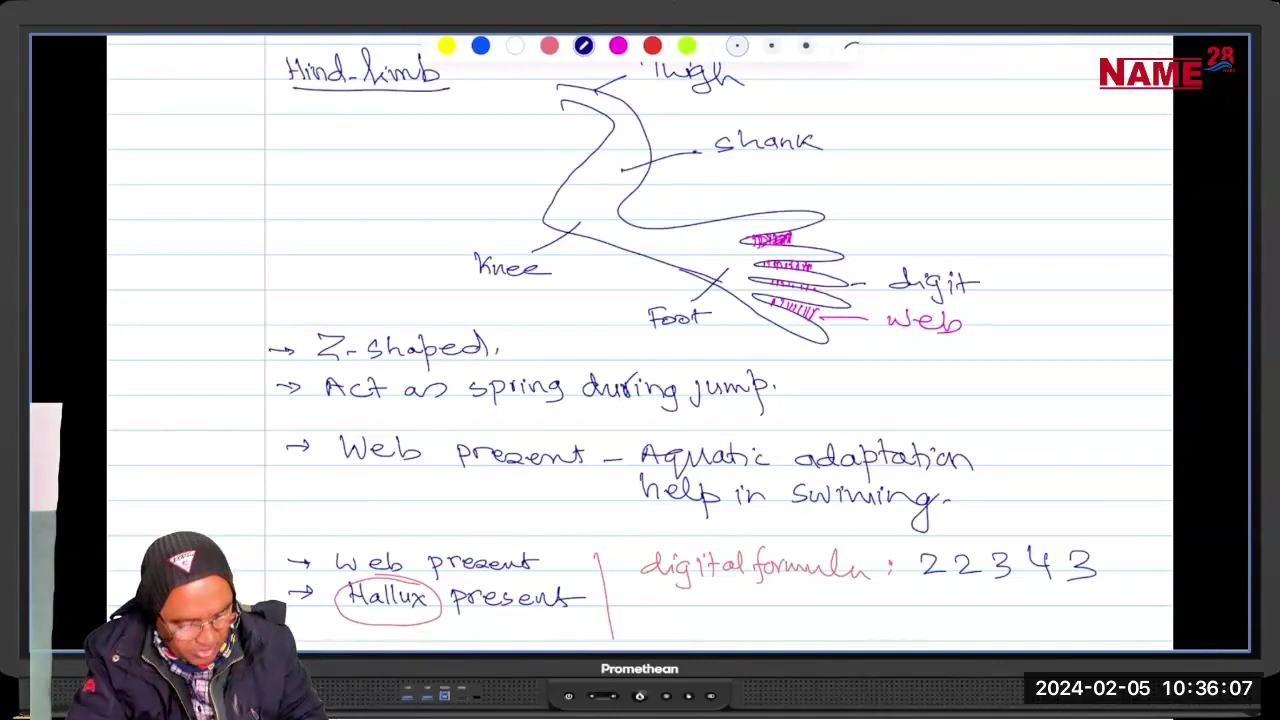 Hind-limb
Thigh
shank
Knee
Foot
digit
web
→ Z-shaped.
→ Act as spring during jump.
→ Web present - Aquatic adaptation
help in swiming.
→ Web present
→ Hallux present
digital formula : 2 2 3 4 3
NAME 28
Promethean
2024-02-05 10:36:07